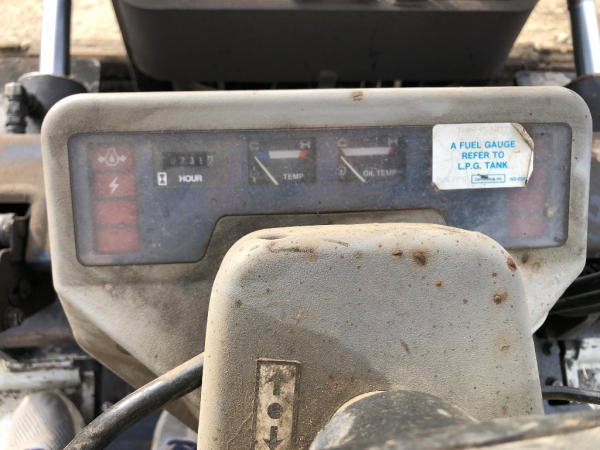 HOUR
C H
TEMP
C H
OIL TEMP
A FUEL GAUGE
REFER TO
L.P.G. TANK